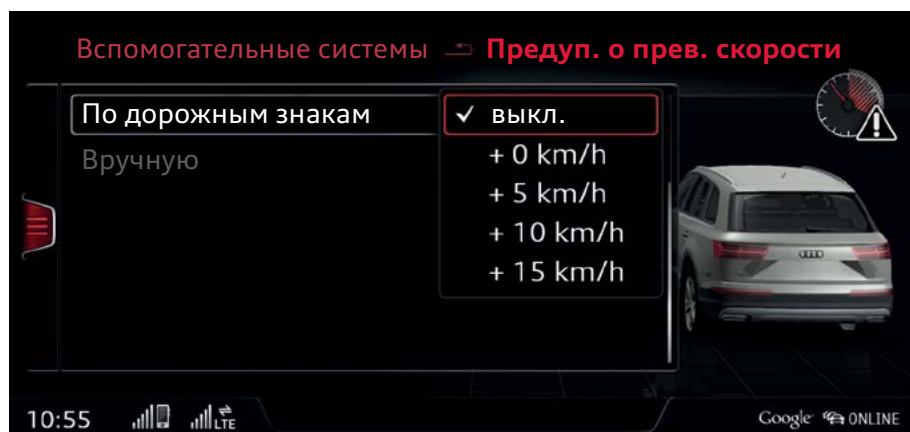 Вспомогательные системы Предуп. о прев. скорости
По дорожным знакам ✓ выкл.
Вручную + 0 km/h
+ 5 km/h
+ 10 km/h
+ 15 km/h
10:55 LTE Google ONLINE